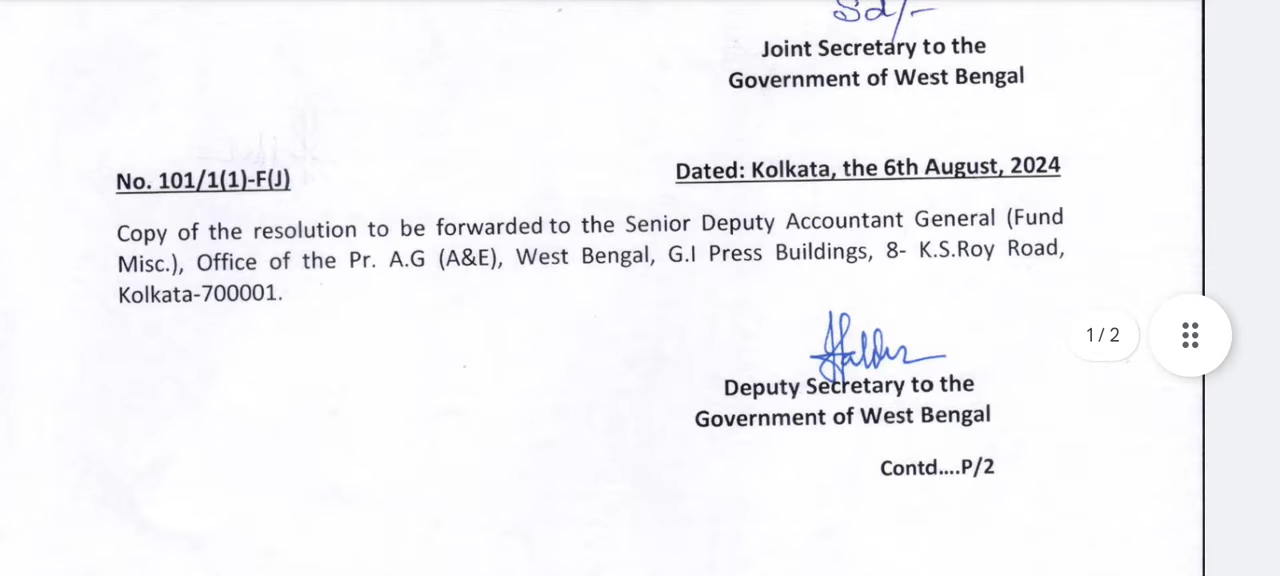 Sd/-
Joint Secretary to the
Government of West Bengal
No. 101/1(1)-F(J)
Dated: Kolkata, the 6th August, 2024
Copy of the resolution to be forwarded to the Senior Deputy Accountant General (Fund
Misc.), Office of the Pr. A.G (A&E), West Bengal, G.I Press Buildings, 8- K.S.Roy Road,
Kolkata-700001.
Halder
Deputy Secretary to the
Government of West Bengal
Contd....P/2
1 / 2